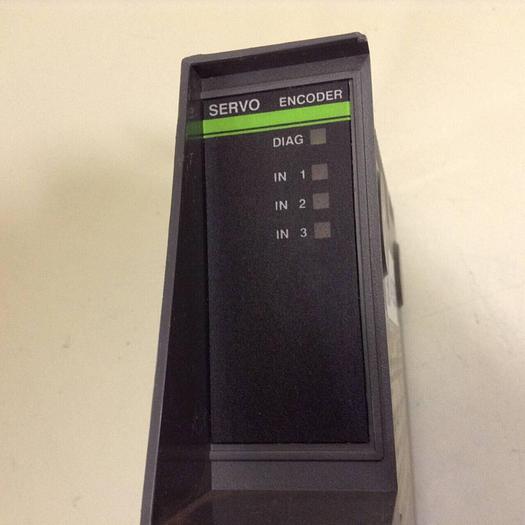 SERVO ENCODER
DIAG
IN 1
IN 2
IN 3